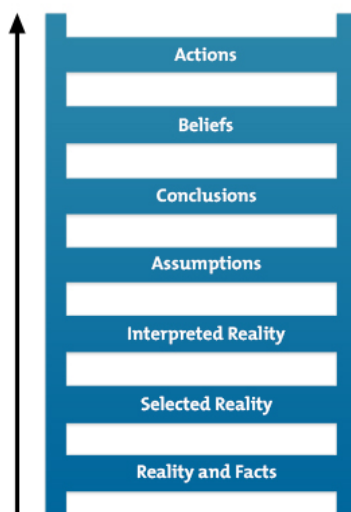 Actions
Beliefs
Conclusions
Assumptions
Interpreted Reality
Selected Reality
Reality and Facts